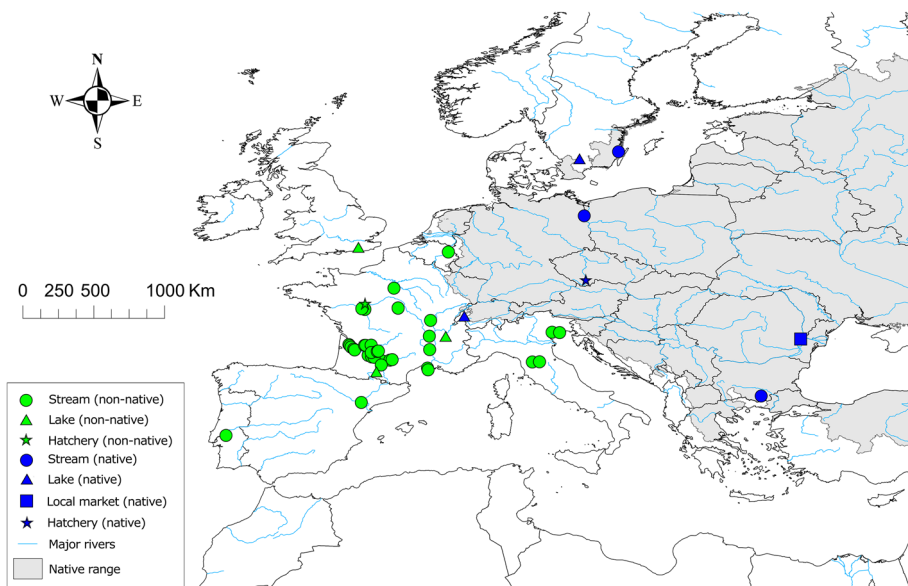 N
W E
S
0 250 500 1000 Km
Stream (non-native)
Lake (non-native)
Hatchery (non-native)
Stream (native)
Lake (native)
Local market (native)
Hatchery (native)
Major rivers
Native range